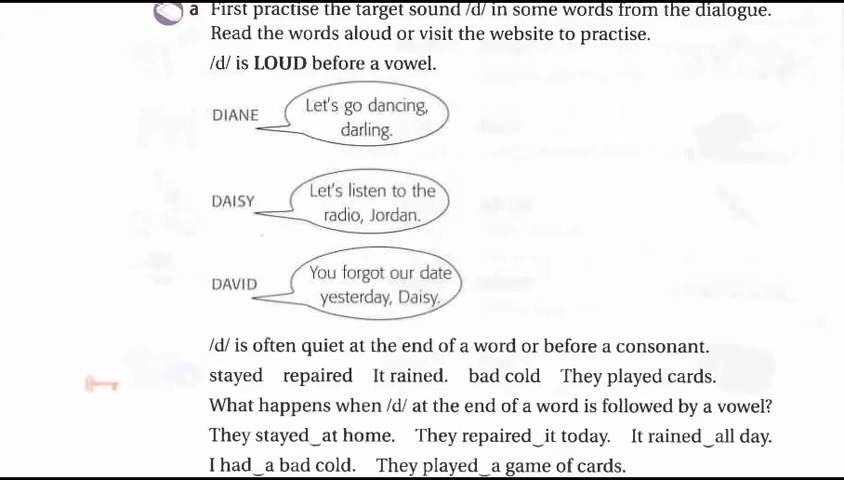 a First practise the target sound /d/ in some words from the dialogue.
Read the words aloud or visit the website to practise.
/d/ is LOUD before a vowel.
DIANE
Let's go dancing,
darling.
DAISY
Let's listen to the
radio, Jordan.
DAVID
You forgot our date
yesterday, Daisy.
/d/ is often quiet at the end of a word or before a consonant.
stayed repaired It rained. bad cold They played cards.
What happens when /d/ at the end of a word is followed by a vowel?
They stayed_at home. They repaired_it today. It rained_all day.
I had_a bad cold. They played_a game of cards.